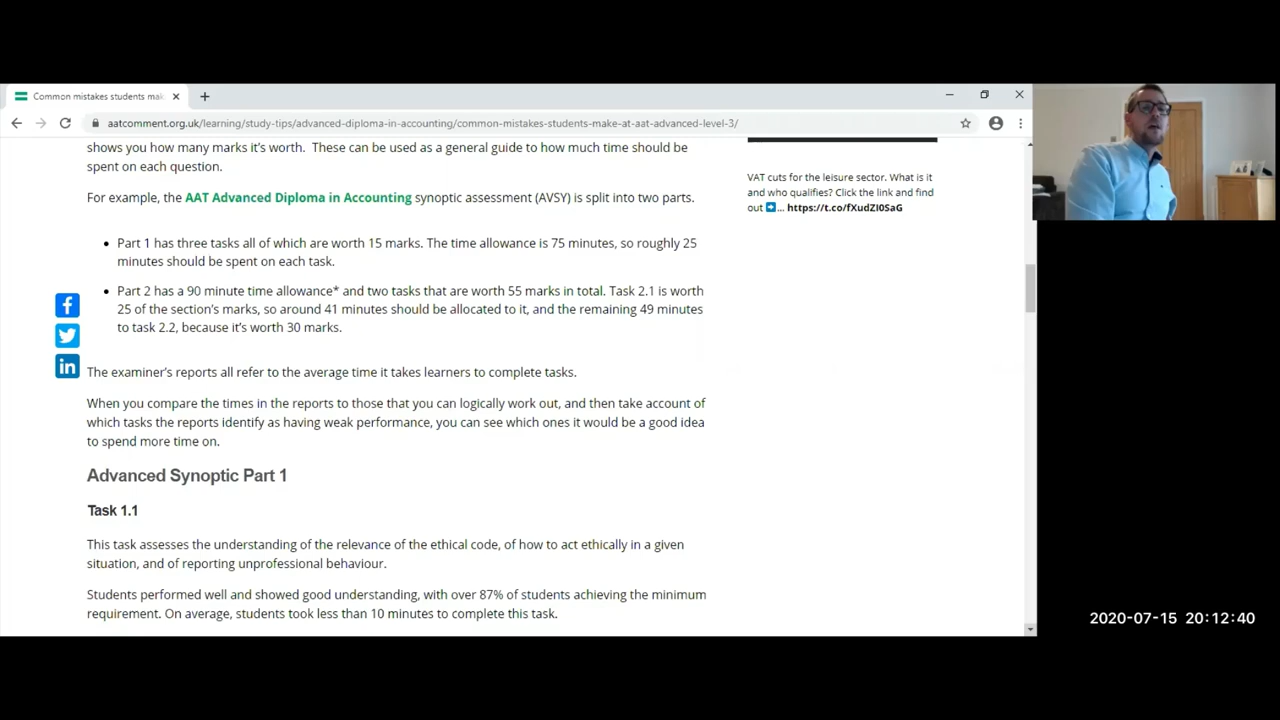 Common mistakes students mak
aatcomment.org.uk/learning/study-tips/advanced-diploma-in-accounting/common-mistakes-students-make-at-aat-advanced-level-3/
shows you how many marks it's worth. These can be used as a general guide to how much time should be
spent on each question.
For example, the AAT Advanced Diploma in Accounting synoptic assessment (AVSY) is split into two parts.
Part 1 has three tasks all of which are worth 15 marks. The time allowance is 75 minutes, so roughly 25
minutes should be spent on each task.
Part 2 has a 90 minute time allowance* and two tasks that are worth 55 marks in total. Task 2.1 is worth
25 of the section's marks, so around 41 minutes should be allocated to it, and the remaining 49 minutes
to task 2.2, because it's worth 30 marks.
The examiner's reports all refer to the average time it takes learners to complete tasks.
When you compare the times in the reports to those that you can logically work out, and then take account of
which tasks the reports identify as having weak performance, you can see which ones it would be a good idea
to spend more time on.
Advanced Synoptic Part 1
Task 1.1
This task assesses the understanding of the relevance of the ethical code, of how to act ethically in a given
situation, and of reporting unprofessional behaviour.
Students performed well and showed good understanding, with over 87% of students achieving the minimum
requirement. On average, students took less than 10 minutes to complete this task.
VAT cuts for the leisure sector. What is it
and who qualifies? Click the link and find
out ➡... https://t.co/fXudZI0SaG
2020-07-15 20:12:40